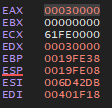 EAX 00030000
EBX 00000000
ECX 61FE0000
EDX 00030000
EBP 0019FE38
ESP 0019FE08
ESI 006D42D8
EDI 00401F18